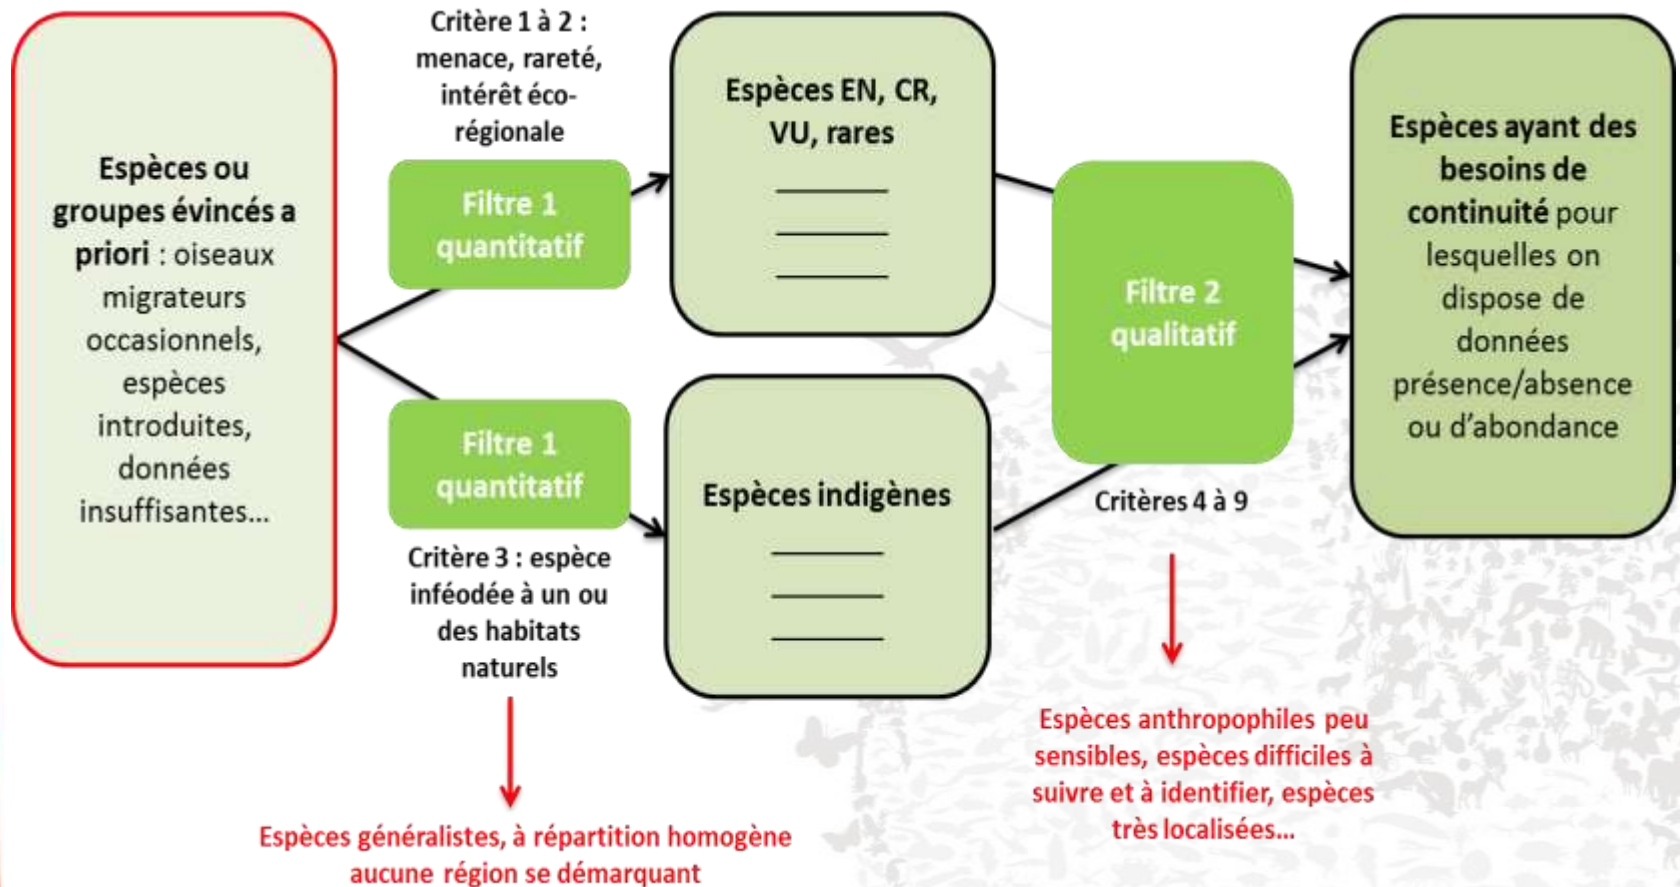 Espèces ou
groupes évincés a
priori : oiseaux
migrateurs
occasionnels,
espèces
introduites,
données
insuffisantes...
Critère 1 à 2 :
menace, rareté,
intérêt éco-
régionale
Filtre 1
quantitatif
Filtre 1
quantitatif
Critère 3 : espèce
inféodée à un ou
des habitats
naturels
Espèces généralistes, à répartition homogène
aucune région se démarquant
Espèces EN, CR,
VU, rares
Espèces indigènes
Filtre 2
qualitatif
Critères 4 à 9
Espèces anthropophiles peu
sensibles, espèces difficiles à
suivre et à identifier, espèces
très localisées...
Espèces ayant des
besoins de
continuité pour
lesquelles on
dispose de
données
présence/absence
ou d'abondance